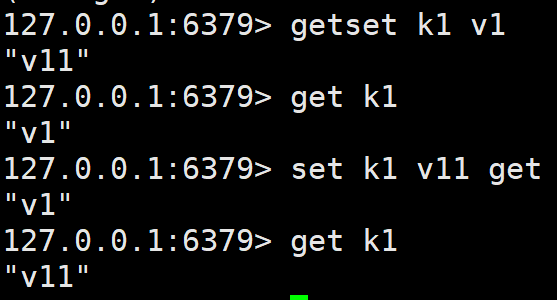 127.0.0.1:6379> getset k1 v1
"v11"
127.0.0.1:6379> get k1
"v1"
127.0.0.1:6379> set k1 v11 get
"v1"
127.0.0.1:6379> get k1
"v11"